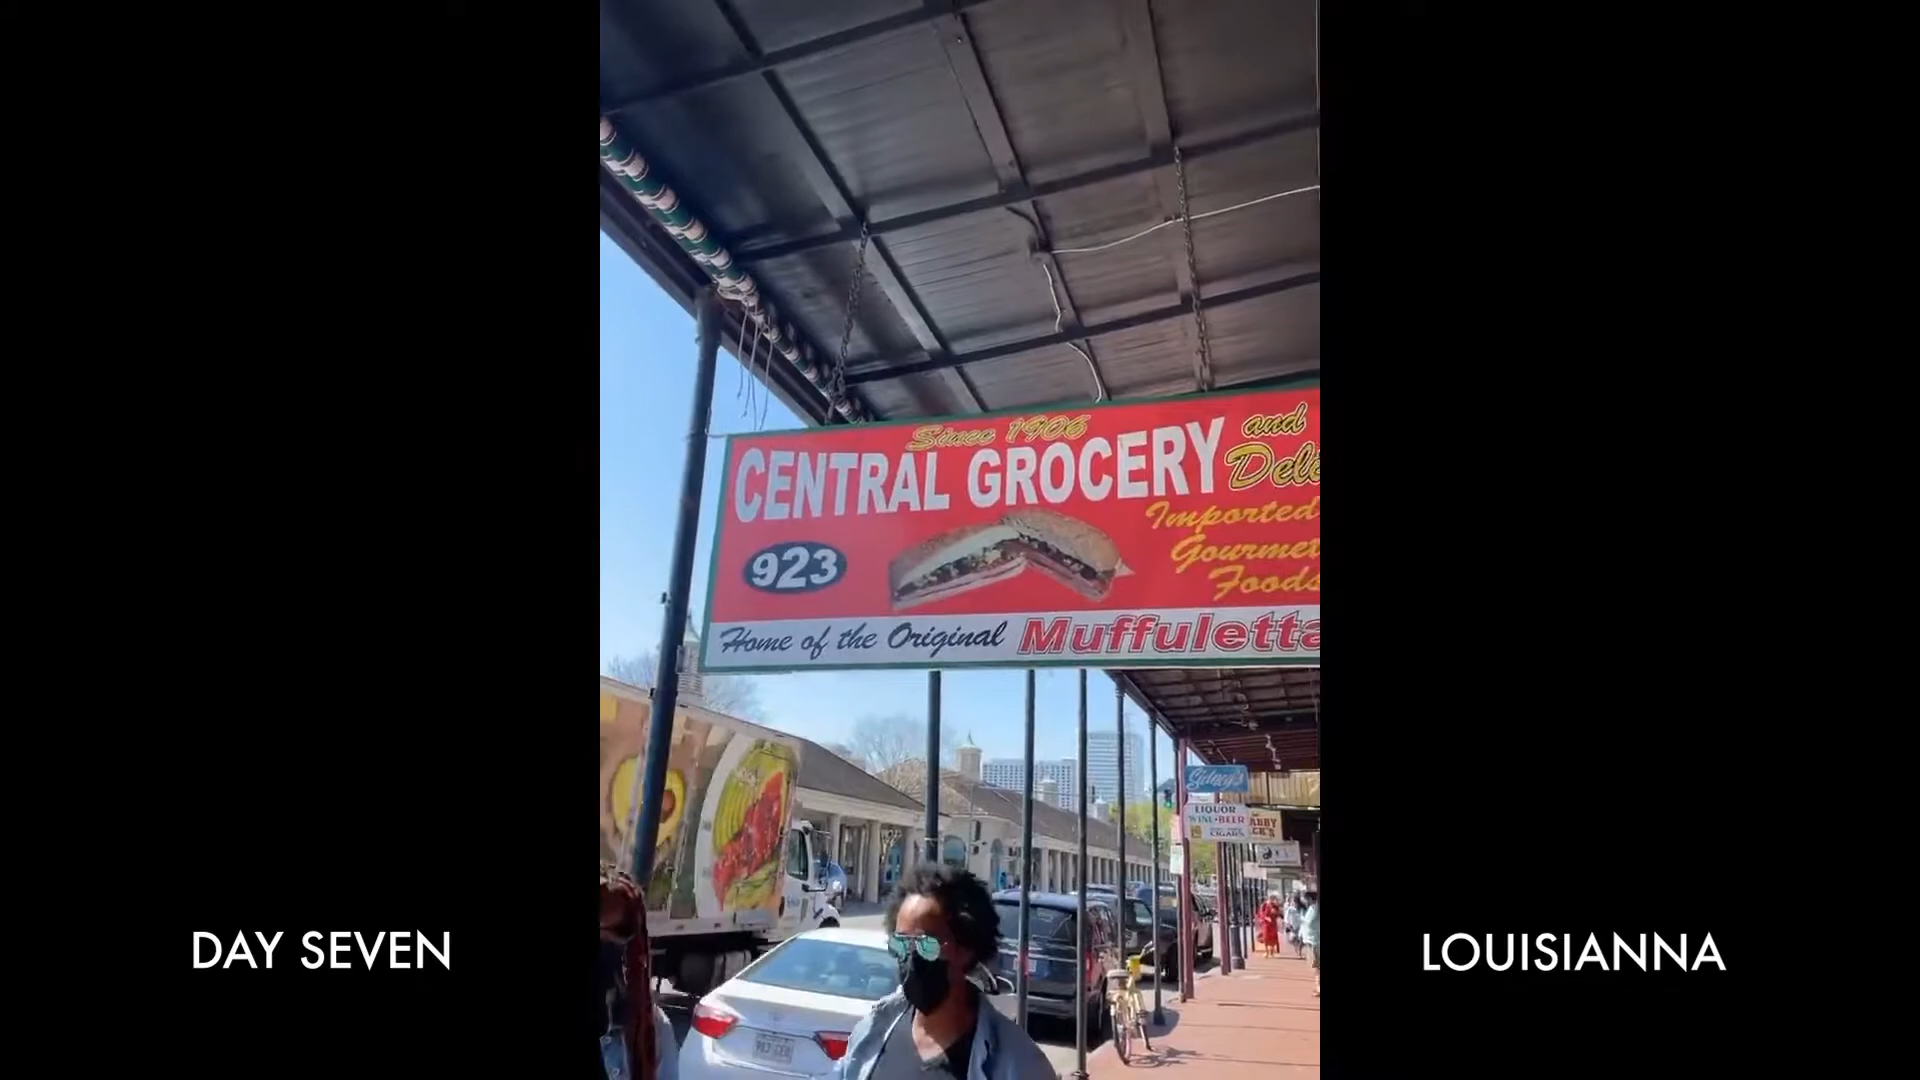 Since 1906
CENTRAL GROCERY and
Deli
Imported
Gourmet
Foods
923
Home of the Original Muffuletta
Sidney's
LIQUOR
WINE • BEER
CIGARS
DAY SEVEN
LOUISIANNA